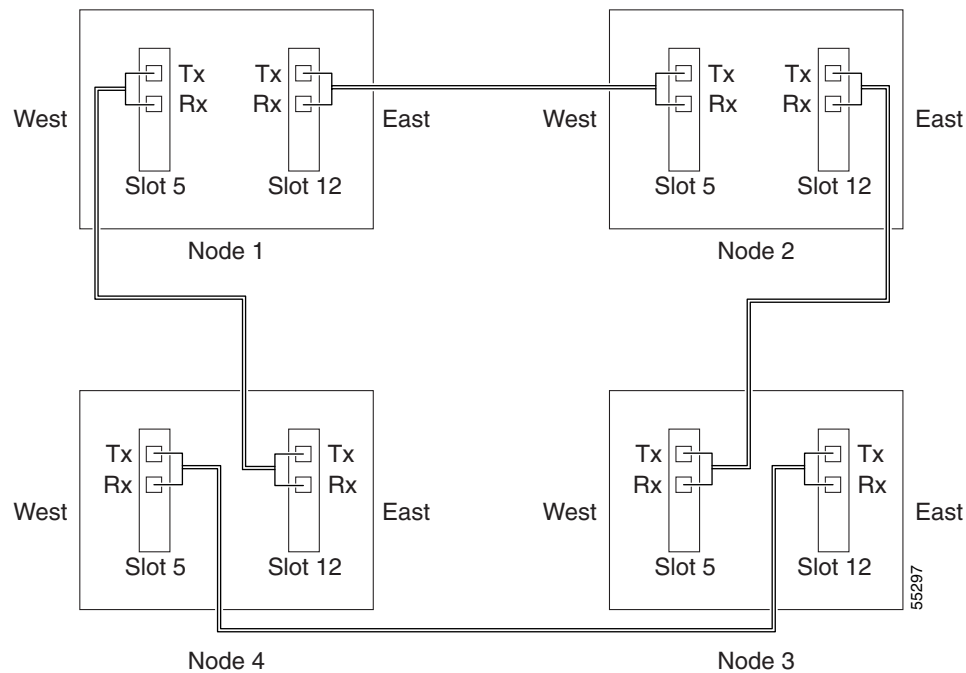 Tx Tx Tx Tx
Rx Rx Rx Rx
West East West East
Slot 5 Slot 12 Slot 5 Slot 12
Node 1 Node 2
Tx Tx Tx Tx
Rx Rx Rx Rx
West East West East
Slot 5 Slot 12 Slot 5 Slot 12
55297
Node 4 Node 3